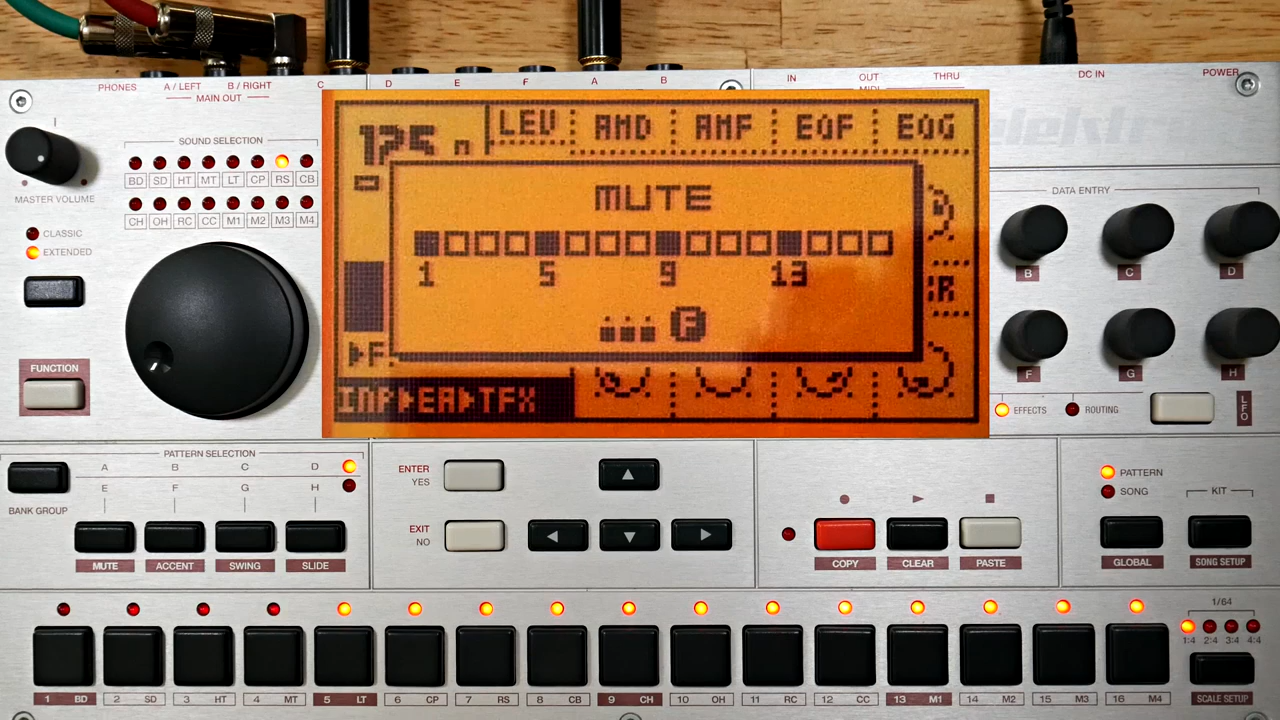 PHONES A / LEFT B / RIGHT C D E F A B IN OUT THRU DC IN POWER
MAIN OUT MIDI
SOUND SELECTION
BD SD HT MT LT CP RS CB
CH OH RC CC M1 M2 M3 M4
MASTER VOLUME
CLASSIC
EXTENDED
FUNCTION
125
LEV AMD AMF EQF EQG
MUTE
1 5 9 13
F
INP▸EA▸TFX
DATA ENTRY
B C D
F G H
EFFECTS ROUTING LFO
PATTERN SELECTION
A B C D
E F G H
BANK GROUP
MUTE ACCENT SWING SLIDE
ENTER
YES
EXIT
NO
COPY CLEAR PASTE
PATTERN
SONG
KIT
GLOBAL SONG SETUP
1/64
1:4 2:4 3:4 4:4
1 BD 2 SD 3 HT 4 MT 5 LT 6 CP 7 RS 8 CB 9 CH 10 OH 11 RC 12 CC 13 M1 14 M2 15 M3 16 M4
SCALE SETUP